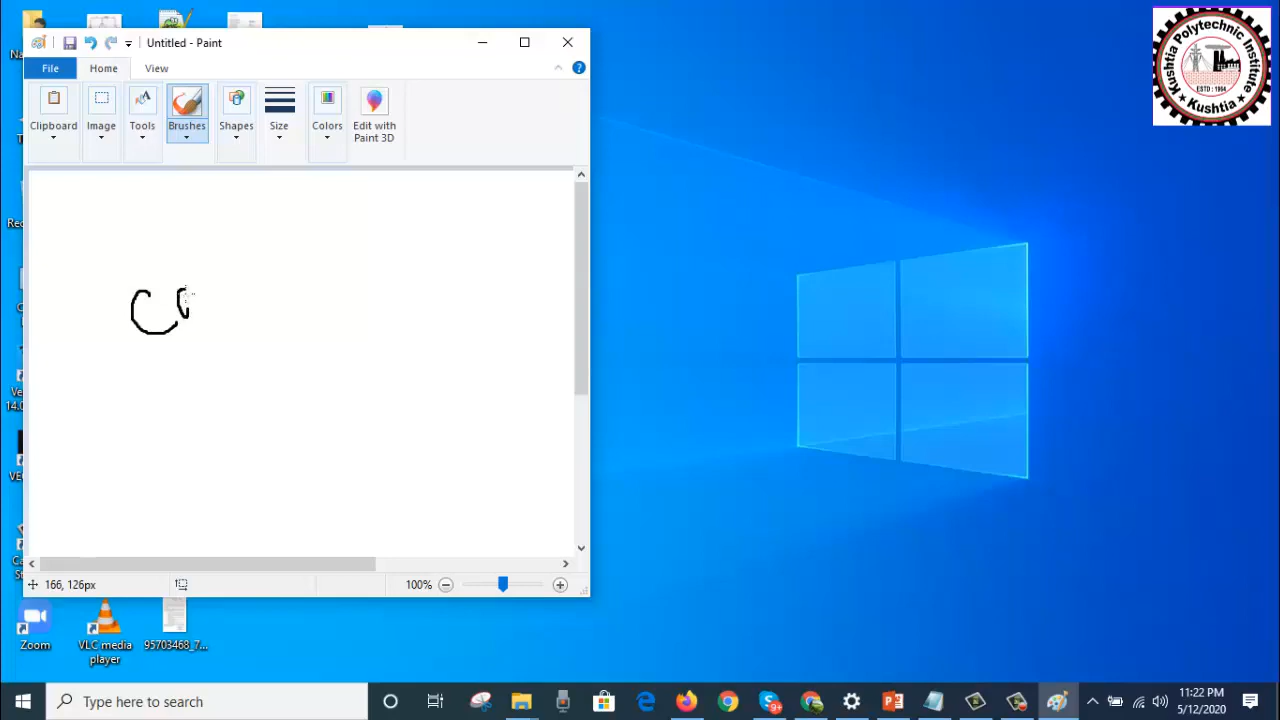 Untitled - Paint
File Home View
Clipboard Image Tools Brushes Shapes Size Colors Edit with
Paint 3D
Kushtia Polytechnic Institute
ESTD : 1964
Kushtia
166, 126px
100%
Zoom VLC media 95703468_7...
player
Type here to search
11:22 PM
5/12/2020